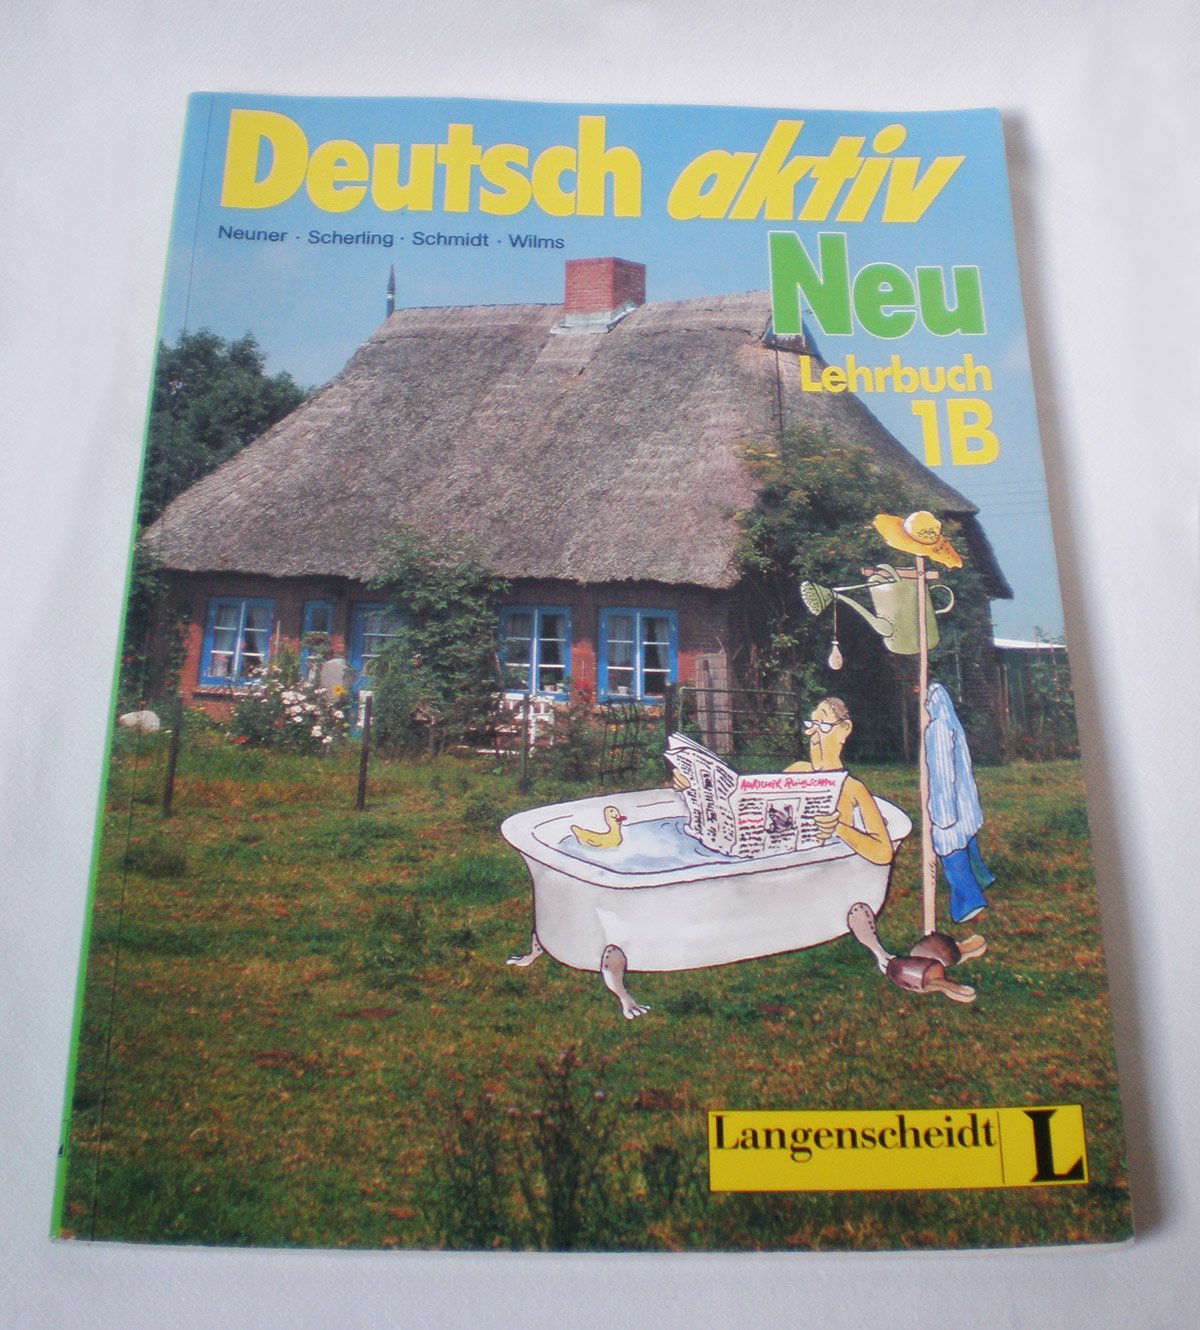 Deutsch aktiv
Neuner · Scherling · Schmidt · Wilms
Neu
Lehrbuch
1B
Langenscheidt L